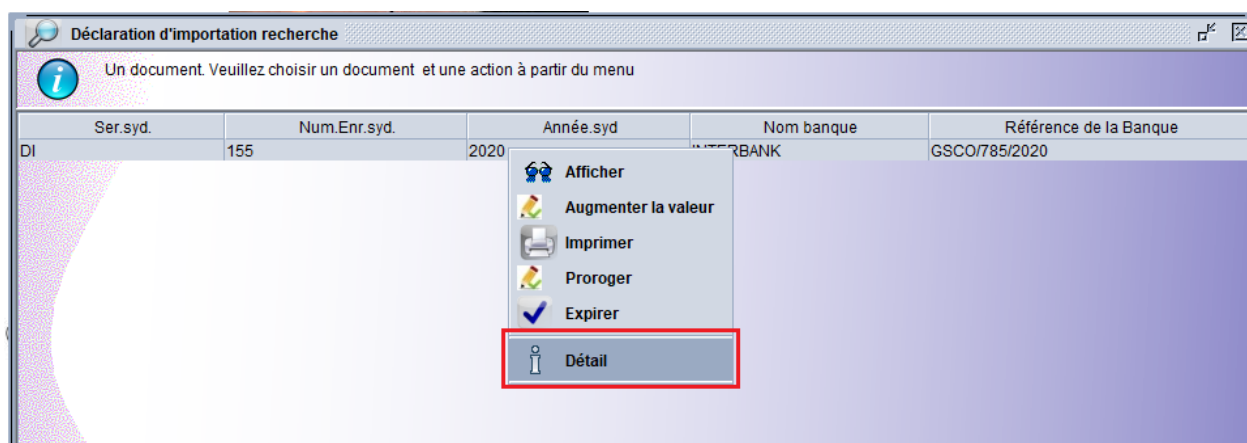 Déclaration d'importation recherche
Un document. Veuillez choisir un document et une action à partir du menu
Ser.syd. Num.Enr.syd. Année.syd Nom banque Référence de la Banque
DI 155 2020 INTERBANK GSCO/785/2020
Afficher
Augmenter la valeur
Imprimer
Proroger
Expirer
Détail